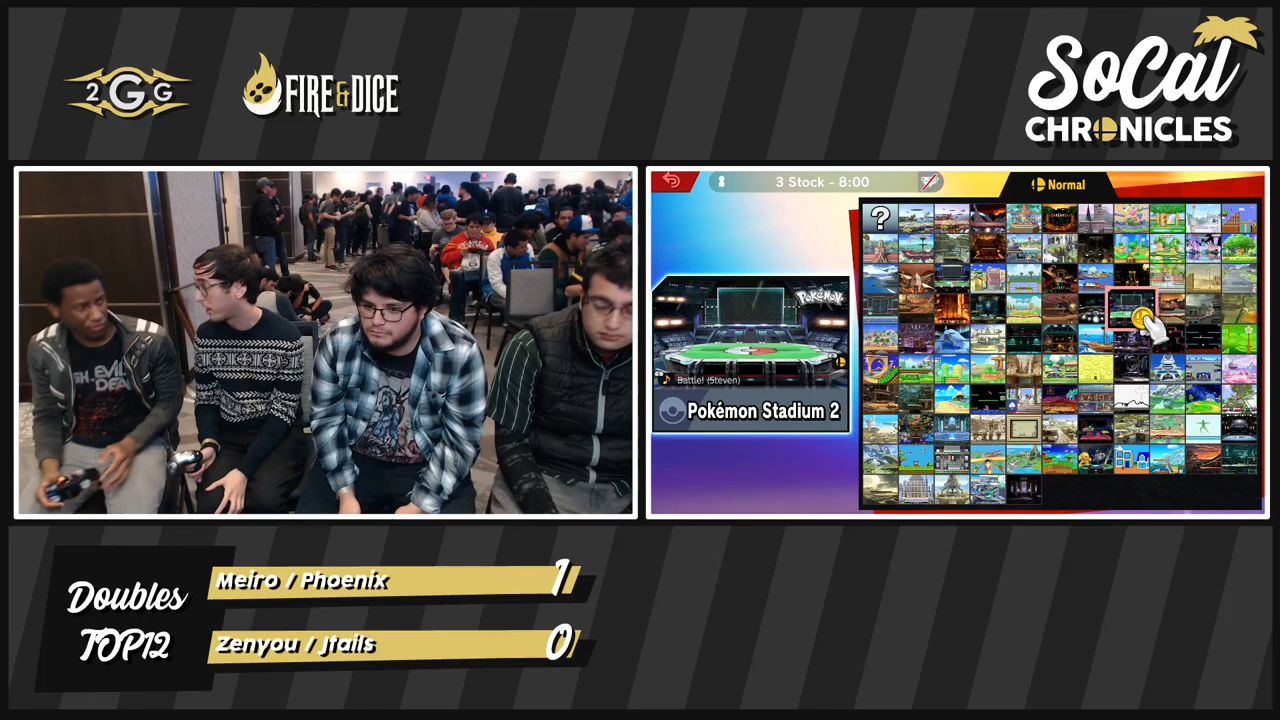 2GG
FIRE&DICE
SoCal
CHRONICLES
3 Stock - 8:00
Normal
?
POKéMON
Battle! (Steven)
Pokémon Stadium 2
Doubles
TOP12
Meiro / Phoenix
1
Zenyou / Jtails
0